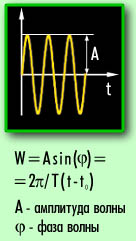 A
t
W = A sin(φ) =
= 2π/T(t-t₀)
A - амплитуда волны
φ - фаза волны